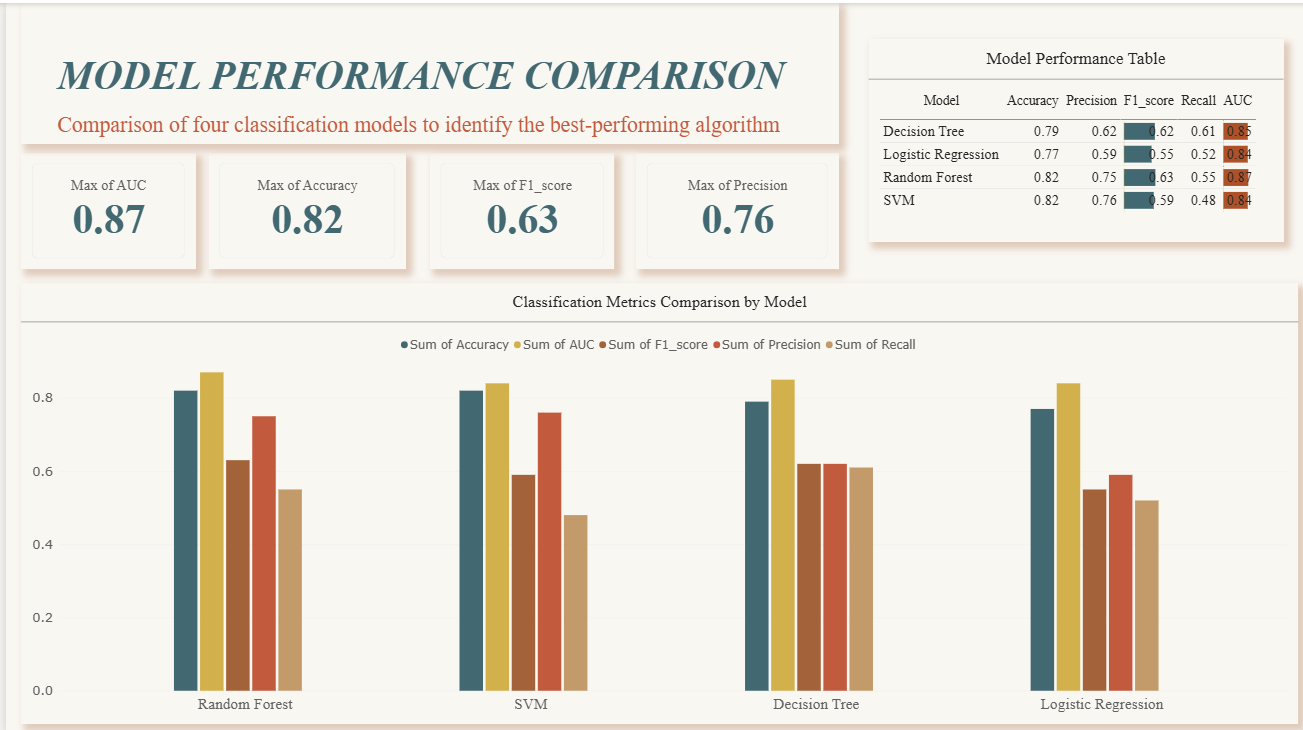 MODEL PERFORMANCE COMPARISON
Comparison of four classification models to identify the best-performing algorithm
Max of AUC
0.87
Max of Accuracy
0.82
Max of F1_score
0.63
Max of Precision
0.76
Model Performance Table
Model Accuracy Precision F1_score Recall AUC
Decision Tree 0.79 0.62 0.62 0.61 0.85
Logistic Regression 0.77 0.59 0.55 0.52 0.84
Random Forest 0.82 0.75 0.63 0.55 0.87
SVM 0.82 0.76 0.59 0.48 0.84
Classification Metrics Comparison by Model
Sum of Accuracy Sum of AUC Sum of F1_score Sum of Precision Sum of Recall
0.8
0.6
0.4
0.2
0.0
Random Forest SVM Decision Tree Logistic Regression